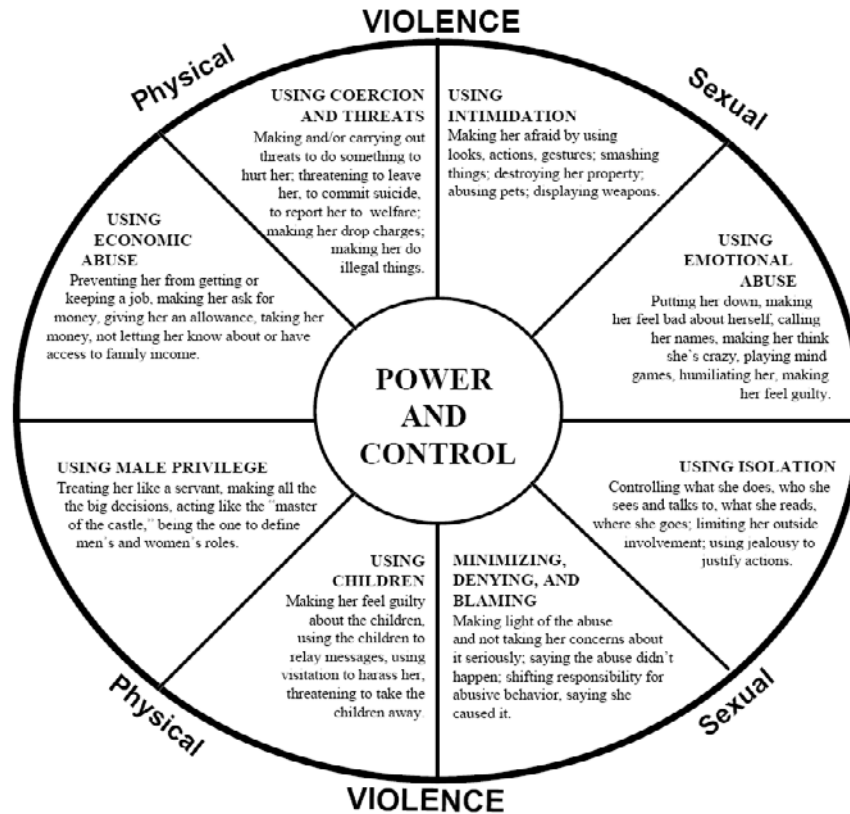 VIOLENCE
Physical
Sexual
USING COERCION
AND THREATS
Making and/or carrying out
threats to do something to
hurt her; threatening to leave
her, to commit suicide,
to report her to welfare;
making her drop charges;
making her do
illegal things.
USING
INTIMIDATION
Making her afraid by using
looks, actions, gestures; smashing
things; destroying her property;
abusing pets; displaying weapons.
USING
EMOTIONAL
ABUSE
Putting her down, making
her feel bad about herself, calling
her names, making her think
she's crazy, playing mind
games, humiliating her, making
her feel guilty.
USING ISOLATION
Controlling what she does, who she
sees and talks to, what she reads,
where she goes; limiting her outside
involvement; using jealousy to
justify actions.
MINIMIZING,
DENYING, AND
BLAMING
Making light of the abuse
and not taking her concerns about
it seriously; saying the abuse didn't
happen; shifting responsibility for
abusive behavior, saying she
caused it.
USING
CHILDREN
Making her feel guilty
about the children,
using the children to
relay messages, using
visitation to harass her,
threatening to take the
children away.
USING MALE PRIVILEGE
Treating her like a servant, making all the
the big decisions, acting like the "master
of the castle," being the one to define
men's and women's roles.
USING
ECONOMIC
ABUSE
Preventing her from getting or
keeping a job, making her ask for
money, giving her an allowance, taking her
money, not letting her know about or have
access to family income.
POWER
AND
CONTROL
Physical
Sexual
VIOLENCE